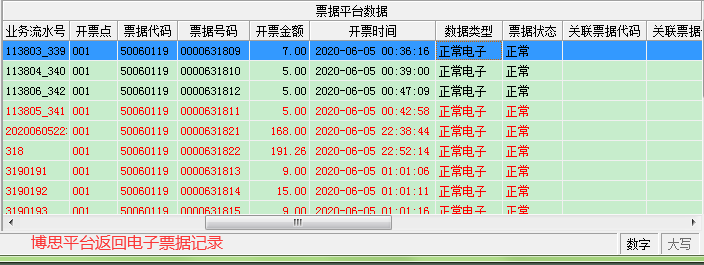 票据平台数据
业务流水号 开票点 票据代码 票据号码 开票金额 开票时间 数据类型 票据状态 关联票据代码 关联票据
113803_339 001 50060119 0000631809 7.00 2020-06-05 00:36:16 正常电子 正常
113804_340 001 50060119 0000631810 5.00 2020-06-05 00:39:00 正常电子 正常
113806_342 001 50060119 0000631812 5.00 2020-06-05 00:47:09 正常电子 正常
113805_341 001 50060119 0000631811 5.00 2020-06-05 00:42:58 正常电子 正常
2020060522 001 50060119 0000631821 168.00 2020-06-05 22:38:44 正常电子 正常
318 001 50060119 0000631822 191.26 2020-06-05 22:52:14 正常电子 正常
3190191 001 50060119 0000631813 9.00 2020-06-05 01:01:06 正常电子 正常
3190192 001 50060119 0000631814 15.00 2020-06-05 01:01:11 正常电子 正常
3190193 001 50060119 0000631815 9.00 2020-06-05 01:01:16 正常电子 正常
博思平台返回电子票据记录 数字 大写